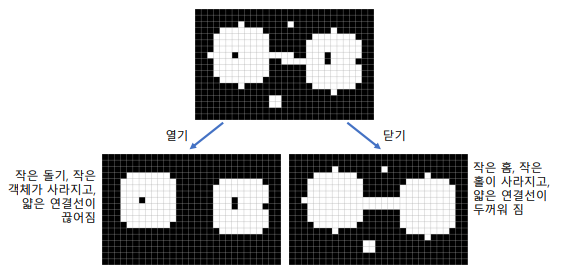 열기
닫기
작은 돌기, 작은
객체가 사라지고,
얇은 연결선이
끊어짐
작은 홈, 작은
홀이 사라지고,
얇은 연결선이
두꺼워 짐